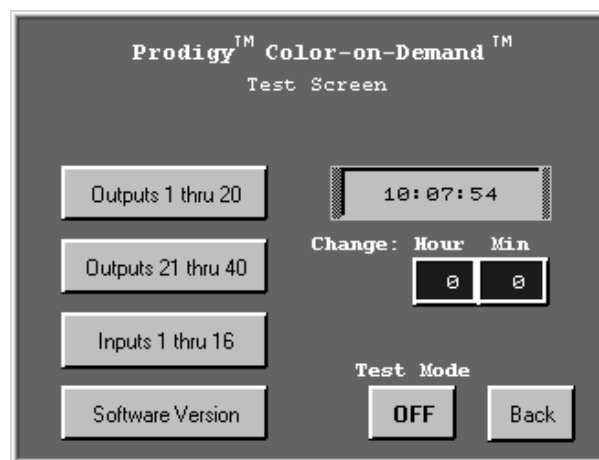 Prodigy™ Color-on-Demand™
Test Screen
Outputs 1 thru 20
10:07:54
Outputs 21 thru 40
Change: Hour Min
0 0
Inputs 1 thru 16
Test Mode
Software Version
OFF
Back